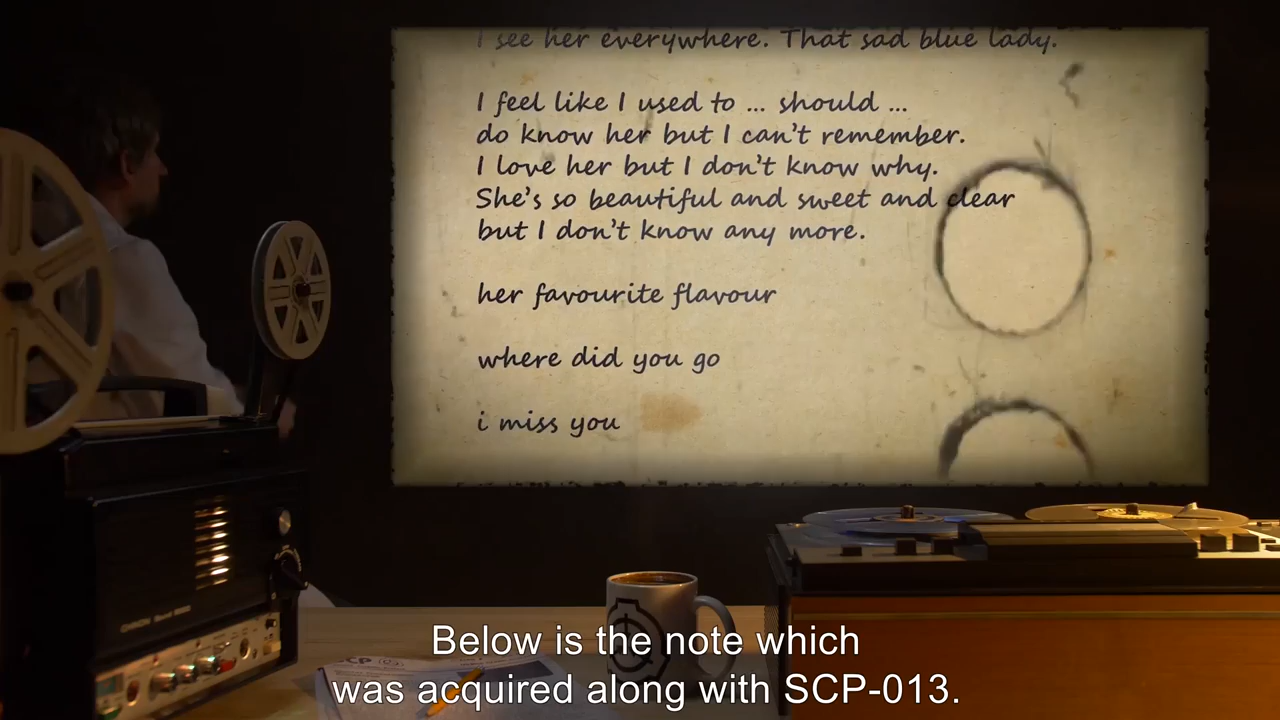 I see her everywhere. That sad blue lady.
I feel like I used to ... should ...
do know her but I can't remember.
I love her but I don't know why.
She's so beautiful and sweet and clear
but I don't know any more.
her favourite flavour
where did you go
i miss you
SCP
Below is the note which
was acquired along with SCP-013.